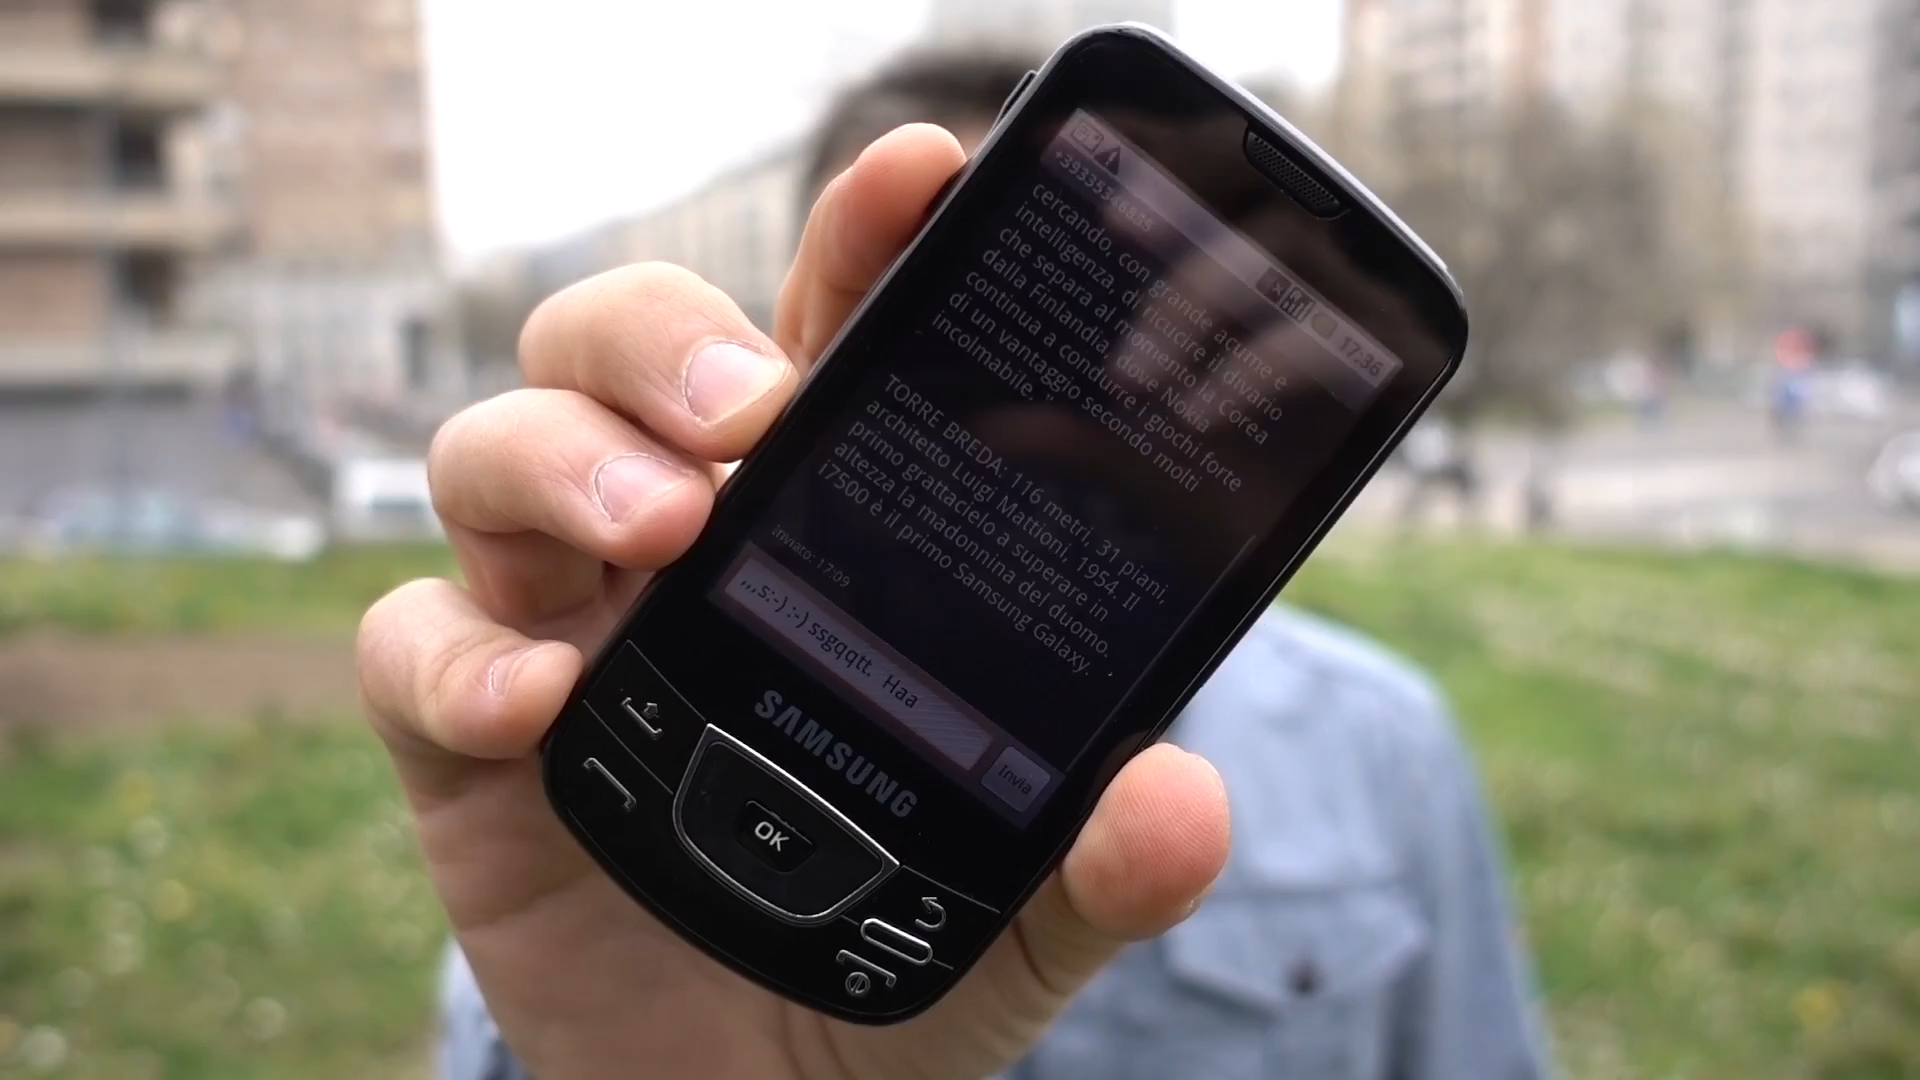 17:36
cercando, con grande acume e
intelligenza, di ricucire il divario
che separa al momento la Corea
dalla Finlandia, dove Nokia
continua a condurre i giochi forte
di un vantaggio secondo molti
incolmabile. "
TORRE BREDA: 116 metri, 31 piani,
architetto Luigi Mattioni, 1954. Il
primo grattacielo a superare in
altezza la madonnina del duomo.
i7500 è il primo Samsung Galaxy.
Inviato: 17:09
,,,s:-) :-) ssgqqtt. Haa
Invia
SAMSUNG
OK